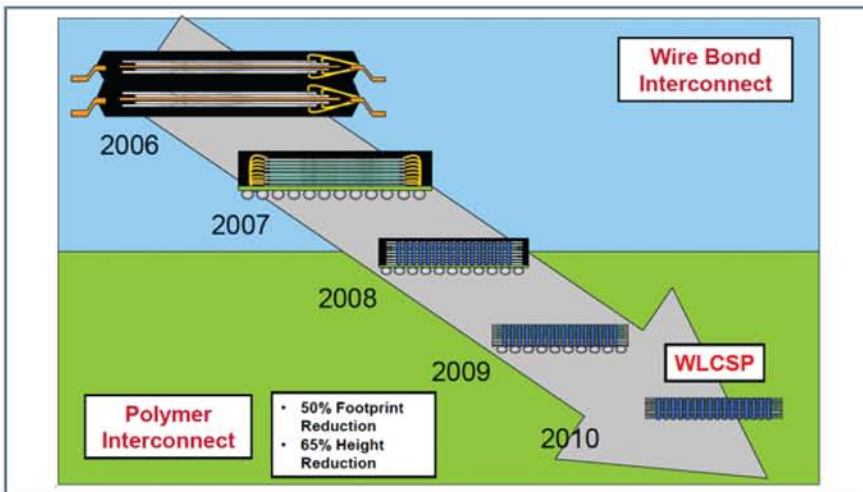 Wire Bond
Interconnect
2006
2007
2008
2009
WLCSP
2010
Polymer
Interconnect
• 50% Footprint
Reduction
• 65% Height
Reduction